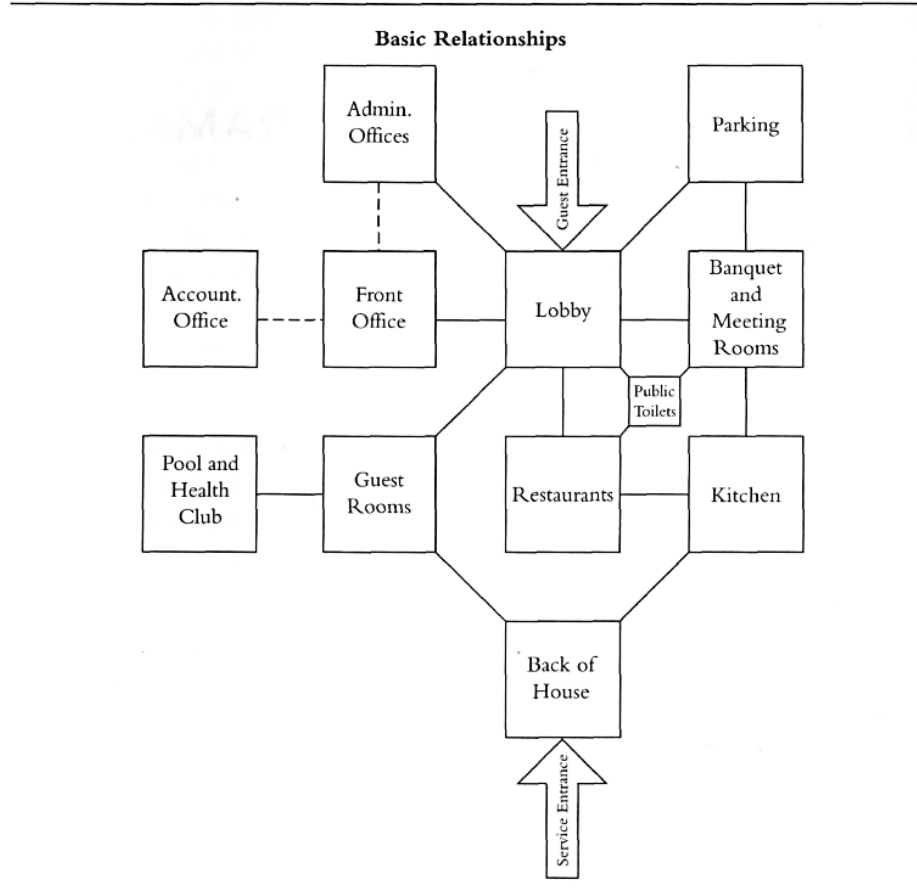 Basic Relationships
Admin.
Offices
Guest Entrance
Parking
Account.
Office
Front
Office
Lobby
Banquet
and
Meeting
Rooms
Public
Toilets
Pool and
Health
Club
Guest
Rooms
Restaurants
Kitchen
Back of
House
Service Entrance